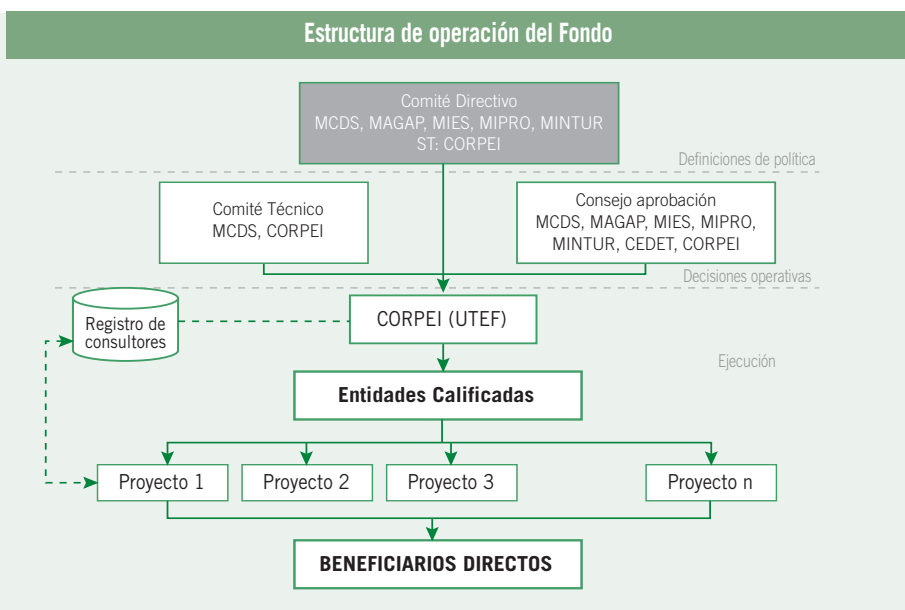 Estructura de operación del Fondo
Comité Directivo
MCDS, MAGAP, MIES, MIPRO, MINTUR
ST: CORPEI
Definiciones de política
Comité Técnico
MCDS, CORPEI
Consejo aprobación
MCDS, MAGAP, MIES, MIPRO,
MINTUR, CEDET, CORPEI
Decisiones operativas
Registro de
consultores
CORPEI (UTEF)
Ejecución
Entidades Calificadas
Proyecto 1
Proyecto 2
Proyecto 3
Proyecto n
BENEFICIARIOS DIRECTOS